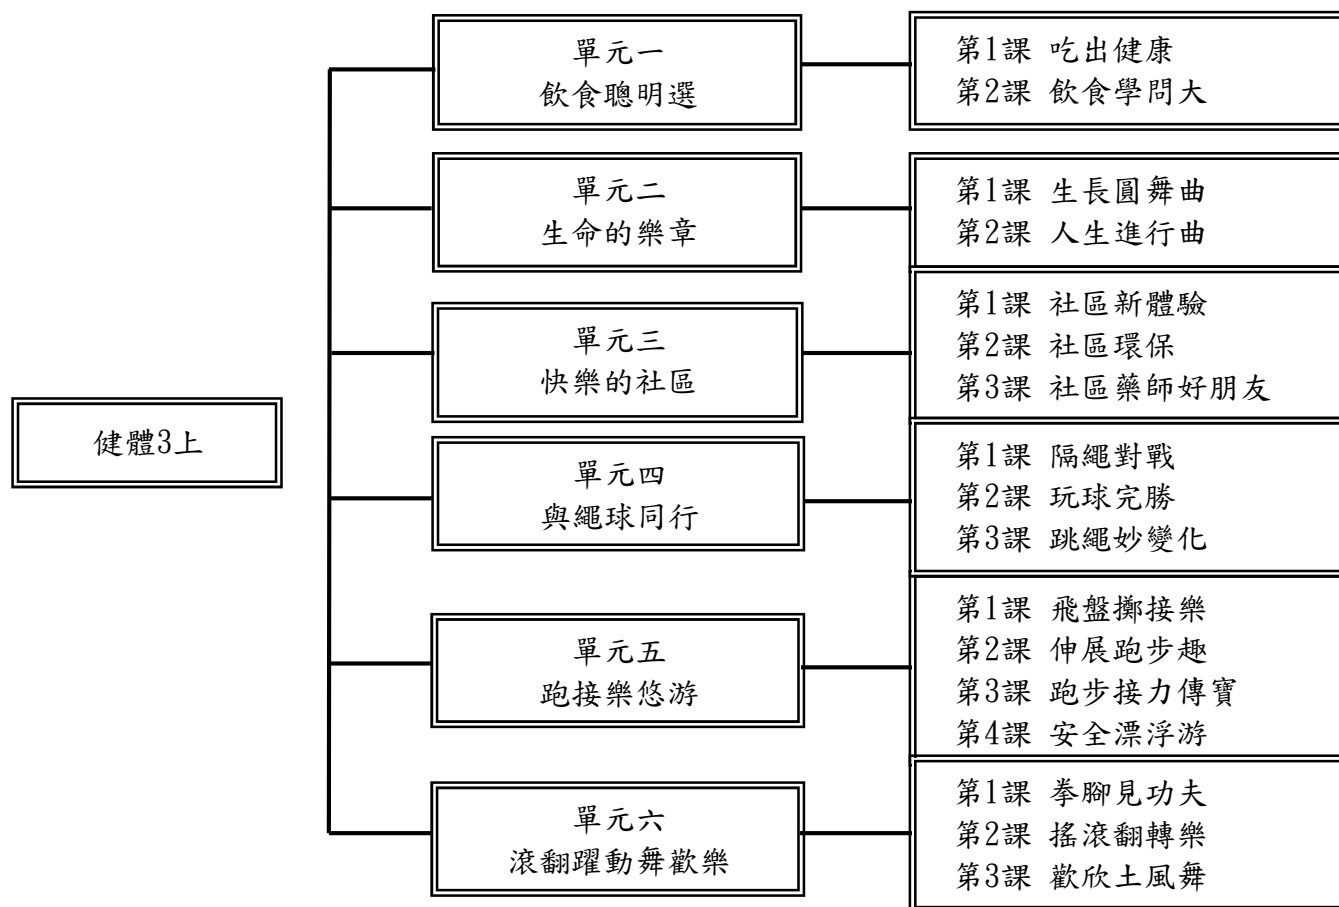 健體3上
單元一
飲食聰明選
第1課 吃出健康
第2課 飲食學問大
單元二
生命的樂章
第1課 生長圓舞曲
第2課 人生進行曲
單元三
快樂的社區
第1課 社區新體驗
第2課 社區環保
第3課 社區藥師好朋友
單元四
與繩球同行
第1課 隔繩對戰
第2課 玩球完勝
第3課 跳繩妙變化
單元五
跑接樂悠游
第1課 飛盤擲接樂
第2課 伸展跑步趣
第3課 跑步接力傳寶
第4課 安全漂浮游
單元六
滾翻躍動舞歡樂
第1課 拳腳見功夫
第2課 搖滾翻轉樂
第3課 歡欣土風舞